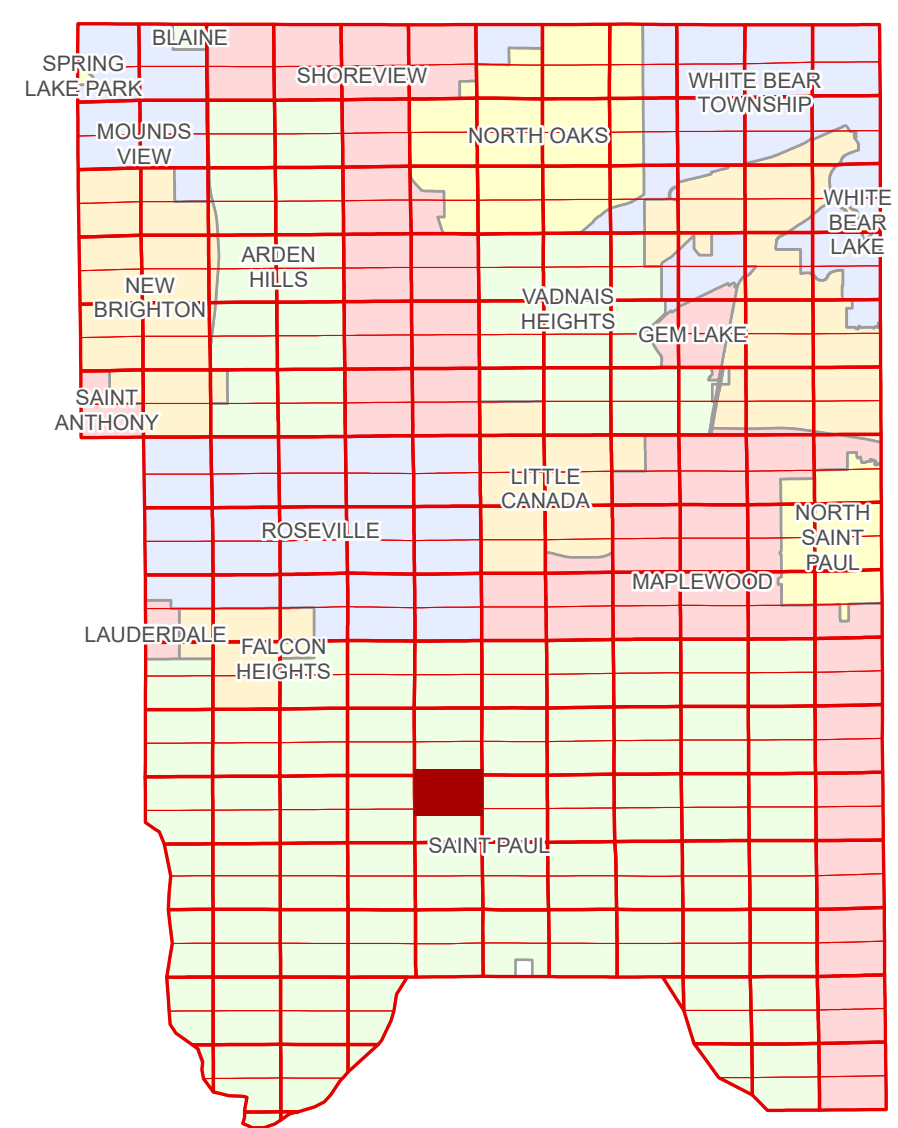 BLAINE
SPRING
LAKE PARK
SHOREVIEW
WHITE BEAR
TOWNSHIP
MOUNDS
VIEW
NORTH OAKS
WHITE
BEAR
LAKE
ARDEN
HILLS
NEW
BRIGHTON
VADNAIS
HEIGHTS
GEM LAKE
SAINT
ANTHONY
LITTLE
CANADA
ROSEVILLE
NORTH
SAINT
PAUL
MAPLEWOOD
LAUDERDALE
FALCON
HEIGHTS
SAINT PAUL